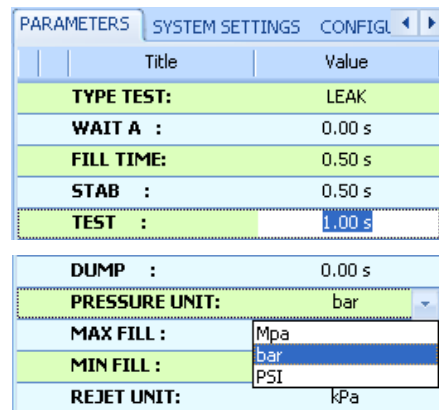 PARAMETERS SYSTEM SETTINGS CONFIGU
Title Value
TYPE TEST: LEAK
WAIT A : 0.00 s
FILL TIME: 0.50 s
STAB : 0.50 s
TEST : 1.00 s
DUMP : 0.00 s
PRESSURE UNIT: bar
MAX FILL : Mpa
bar
MIN FILL : PSI
REJET UNIT: kPa